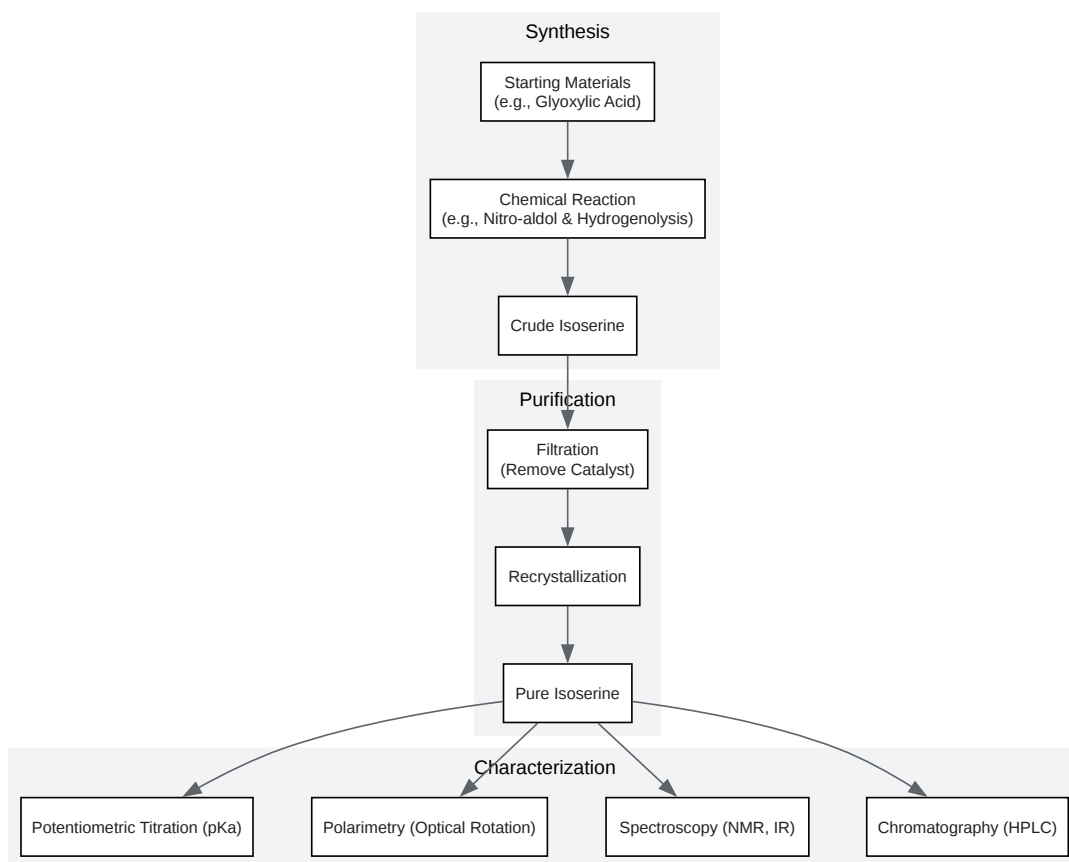 Synthesis
Starting Materials
(e.g., Glyoxylic Acid)
Chemical Reaction
(e.g., Nitro-aldol & Hydrogenolysis)
Crude Isoserine
Purification
Filtration
(Remove Catalyst)
Recrystallization
Pure Isoserine
Characterization
Potentiometric Titration (pKa)
Polarimetry (Optical Rotation)
Spectroscopy (NMR, IR)
Chromatography (HPLC)